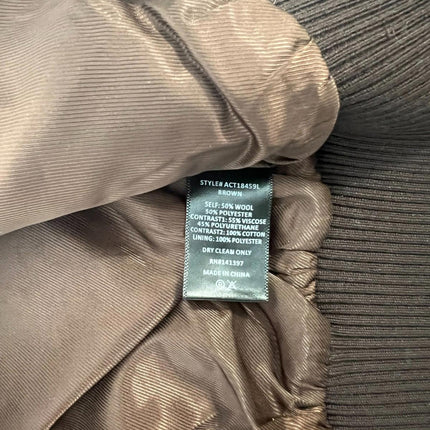 STYLE# ACT18459L
BROWN
SELF: 50% WOOL
50% POLYESTER
CONTRAST1: 55% VISCOSE
45% POLYURETHANE
CONTRAST2: 100% COTTON
LINING: 100% POLYESTER
DRY CLEAN ONLY
RN#141397
MADE IN CHINA